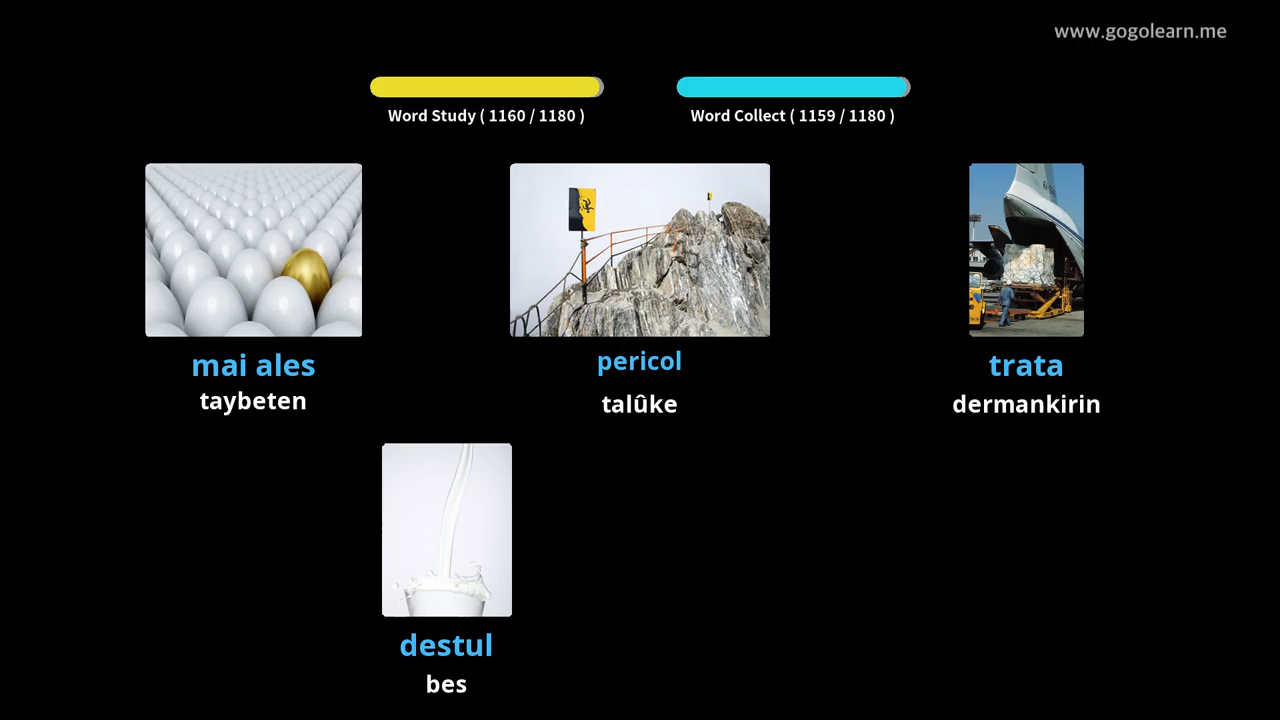 www.gogolearn.me
Word Study ( 1160 / 1180 )
Word Collect ( 1159 / 1180 )
mai ales
taybeten
pericol
talûke
trata
dermankirin
destul
bes